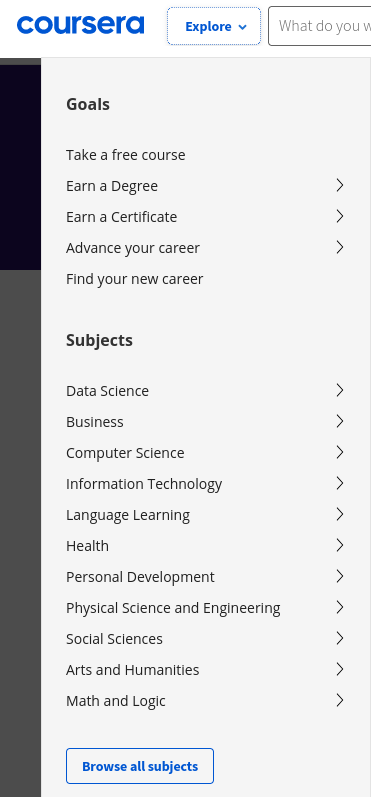 coursera
Explore
What do you w
Goals
Take a free course
Earn a Degree
Earn a Certificate
Advance your career
Find your new career
Subjects
Data Science
Business
Computer Science
Information Technology
Language Learning
Health
Personal Development
Physical Science and Engineering
Social Sciences
Arts and Humanities
Math and Logic
Browse all subjects